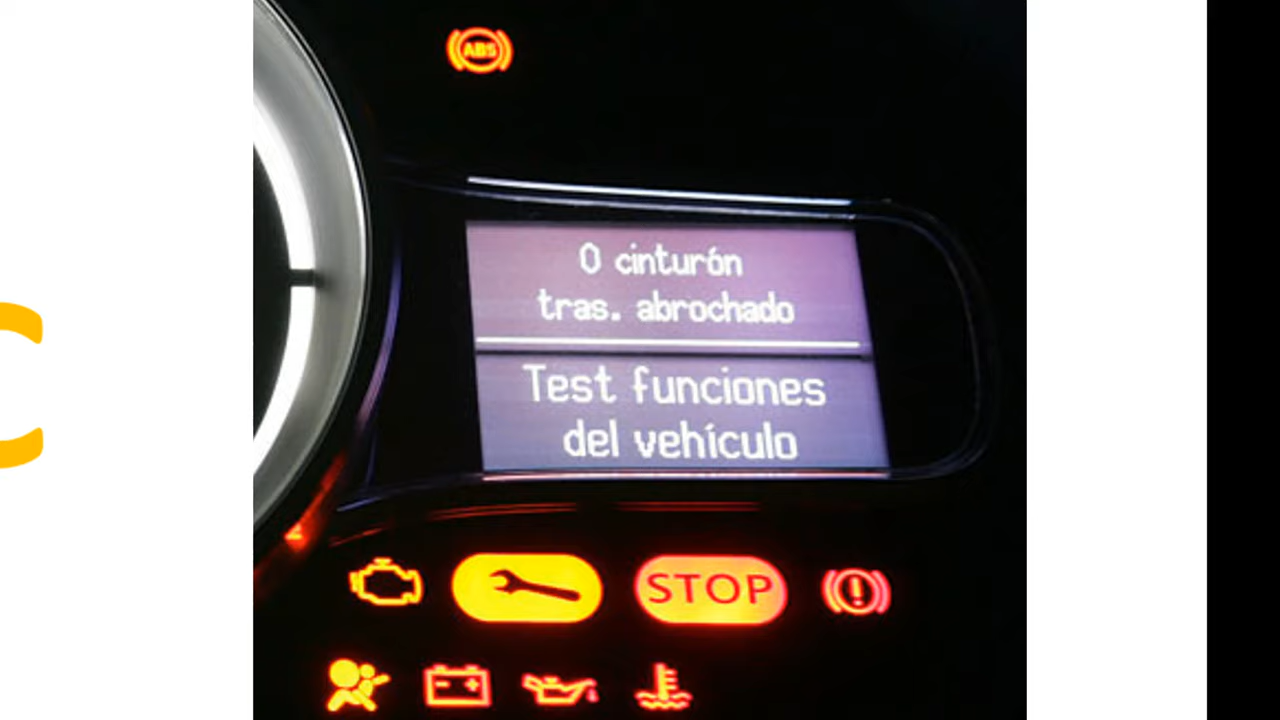 ABS
0 cinturón
tras. abrochado
Test funciones
del vehículo
STOP